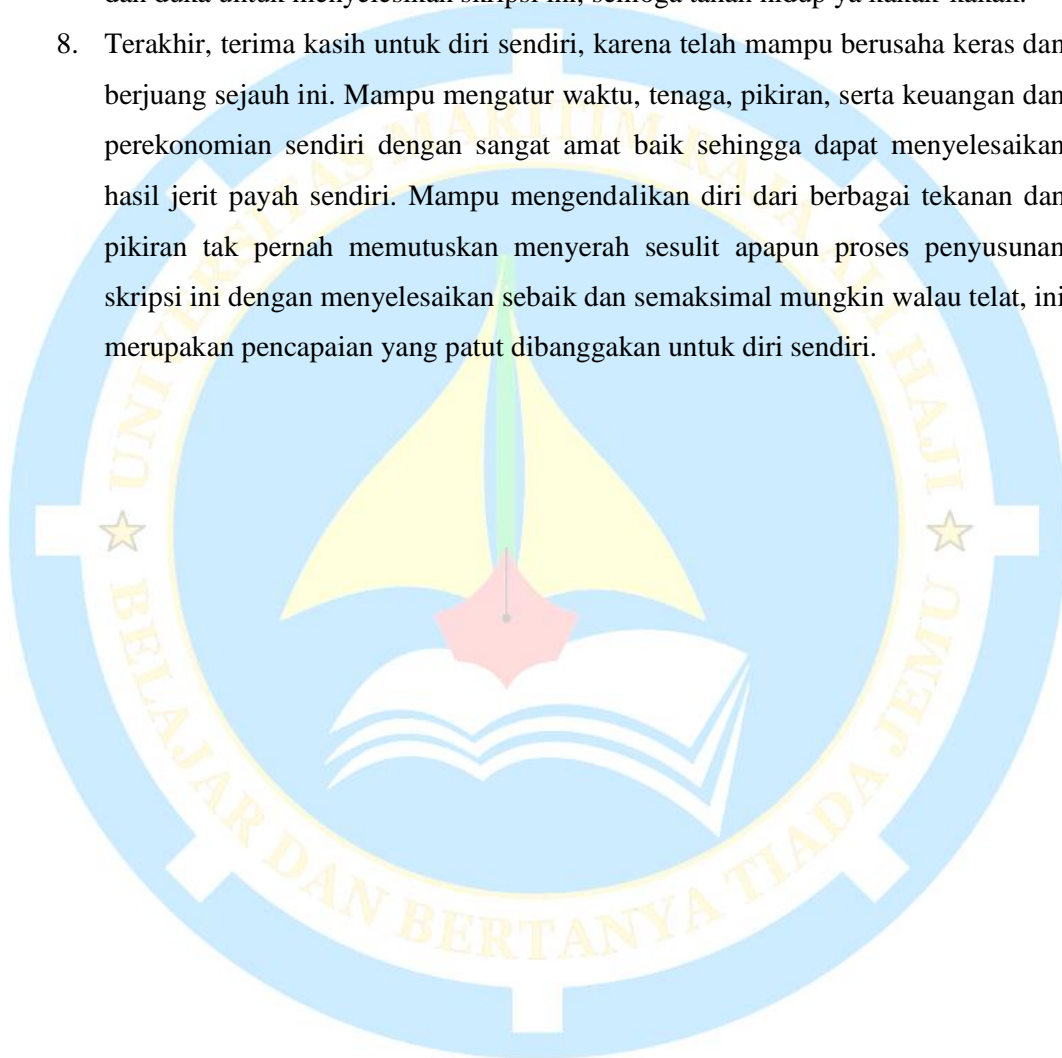 dan duka untuk menyelesikan skripsi ini, semoga tahan hidup ya kakak-kakak.
8. Terakhir, terima kasih untuk diri sendiri, karena telah mampu berusaha keras dan
berjuang sejauh ini. Mampu mengatur waktu, tenaga, pikiran, serta keuangan dan
perekonomian sendiri dengan sangat amat baik sehingga dapat menyelesaikan
hasil jerit payah sendiri. Mampu mengendalikan diri dari berbagai tekanan dan
pikiran tak pernah memutuskan menyerah sesulit apapun proses penyusunan
skripsi ini dengan menyelesaikan sebaik dan semaksimal mungkin walau telat, ini
merupakan pencapaian yang patut dibanggakan untuk diri sendiri.
UNIVERSITAS MARITIM RAJA ALI HAJI
BELAJAR DAN BERTANYA TIADA JEMU